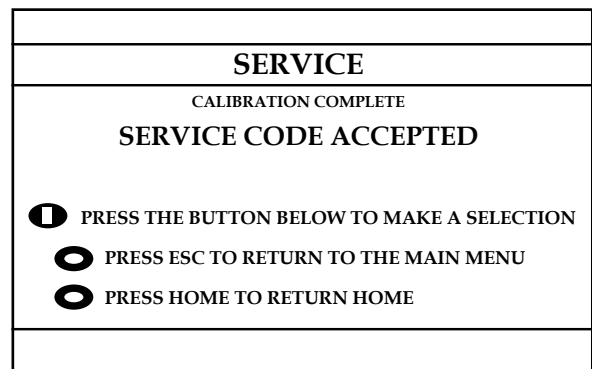 SERVICE
CALIBRATION COMPLETE
SERVICE CODE ACCEPTED
PRESS THE BUTTON BELOW TO MAKE A SELECTION
PRESS ESC TO RETURN TO THE MAIN MENU
PRESS HOME TO RETURN HOME